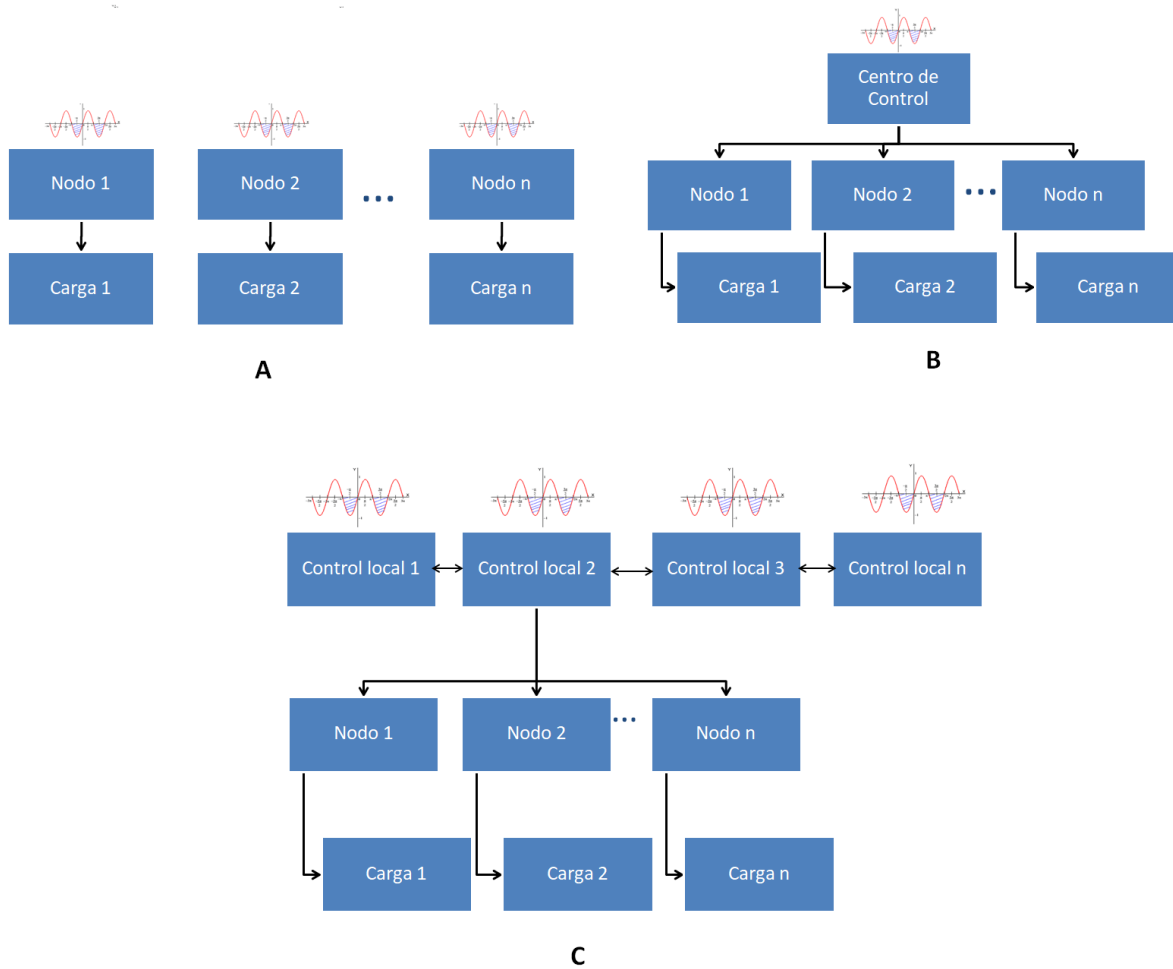 Nodo 1
Nodo 2
...
Nodo n
Carga 1
Carga 2
Carga n
A
Centro de
Control
Nodo 1
Nodo 2
...
Nodo n
Carga 1
Carga 2
Carga n
B
Control local 1
Control local 2
Control local 3
Control local n
Nodo 1
Nodo 2
...
Nodo n
Carga 1
Carga 2
Carga n
C